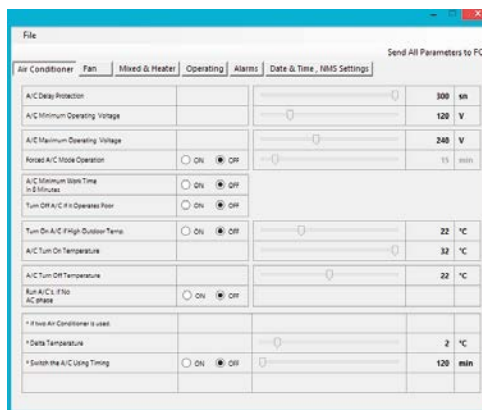 File
Send All Parameters to FC
Air Conditioner Fan Mixed & Heater Operating Alarms Date & Time , NMS Settings
A/C Delay Protection 300 sn
A/C Minimum Operating Voltage 120 V
A/C Maximum Operating Voltage 240 V
Forced A/C Mode Operation ON OFF 15 min
A/C Minimum Work Time
in 8 Minutes ON OFF
Turn Off A/C if it Operates Poor ON OFF
Turn On A/C if High Outdoor Temp. ON OFF 22 °C
A/C Turn On Temperature 32 °C
A/C Turn Off Temperature 22 °C
Run A/C's if No
AC phase ON OFF
* If two Air Conditioner is used
* Delta Temperature 2 °C
* Switch the A/C Using Timing ON OFF 120 min